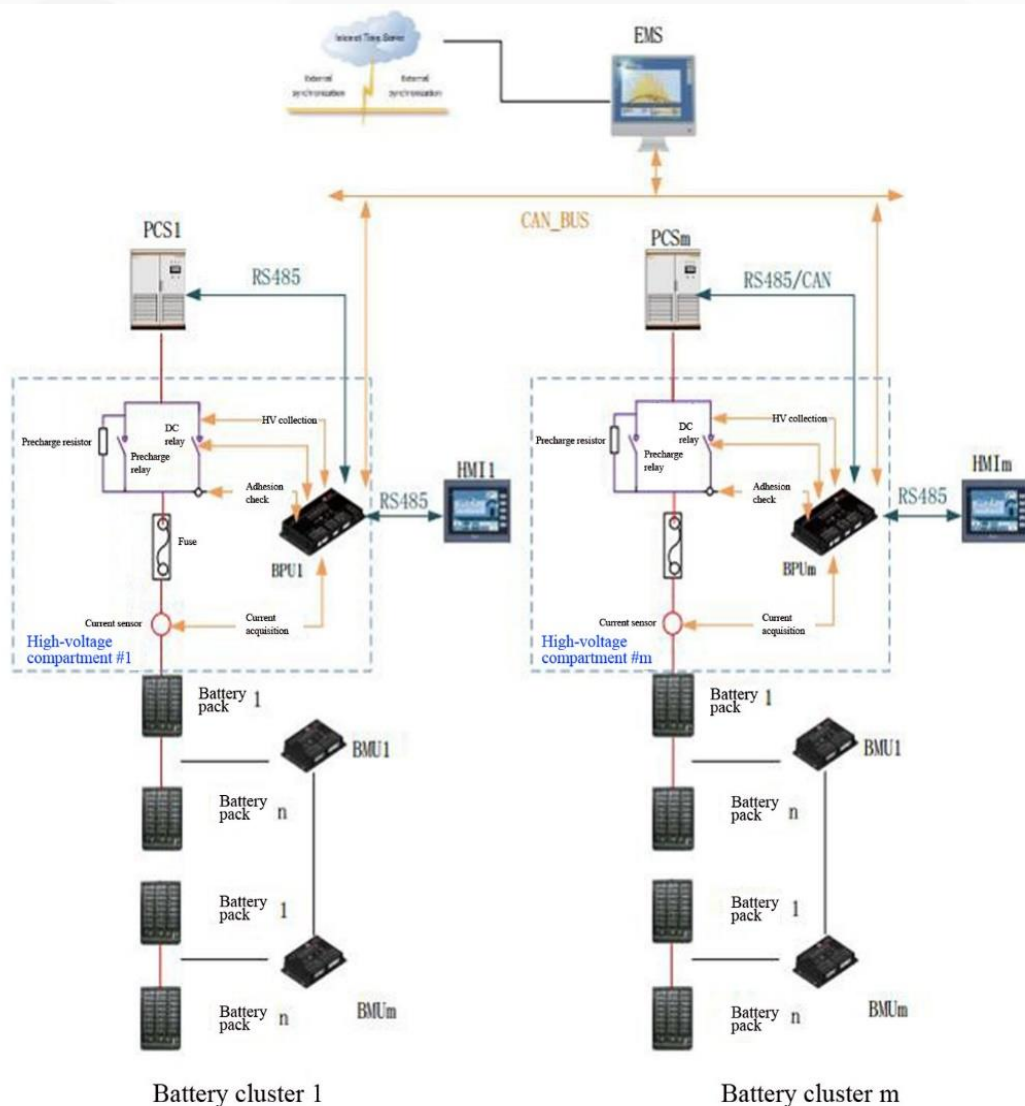 Internet Time Server
EMS
External
synchronization
External
synchronization
CAN_BUS
PCS1
RS485
PCSm
RS485/CAN
Precharge resistor
Precharge
relay
DC
relay
HV collection
Adhesion
check
HMI1
RS485
BPU1
Fuse
Current sensor
Current
acquisition
High-voltage
compartment #1
Precharge resistor
Precharge
relay
DC
relay
HV collection
Adhesion
check
HMIm
RS485
BPUm
Fuse
Current sensor
Current
acquisition
High-voltage
compartment #m
Battery
pack 1
BMU1
Battery
pack n
Battery
pack 1
BMUm
Battery
pack n
Battery
pack 1
BMU1
Battery
pack n
Battery
pack 1
BMUm
Battery
pack n
Battery cluster 1
Battery cluster m